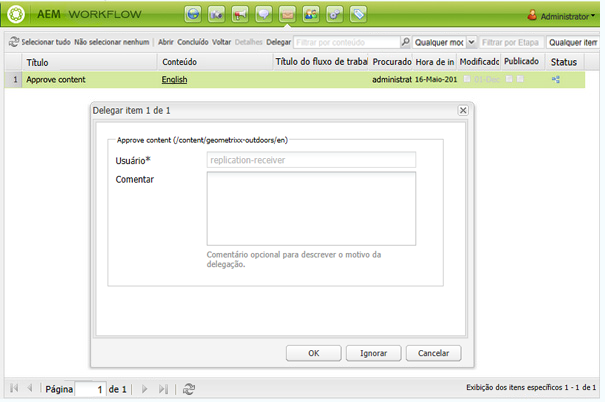 AEM WORKFLOW
Administrator
Selecionar tudo Não selecionar nenhum Abrir Concluído Voltar Detalhes Delegar Filtrar por conteúdo Qualquer moc Filtrar por Etapa Qualquer item
Título Conteúdo Título do fluxo de traba Procurado Hora de in Modificado Publicado Status
1 Approve content English administrat 16-Maio-201
Delegar item 1 de 1
Approve content (/content/geometrixx-outdoors/en)
Usuário* replication-receiver
Comentar
Comentário opcional para descrever o motivo da
delegação.
OK Ignorar Cancelar
Página 1 de 1 Exibição dos itens específicos 1 - 1 de 1